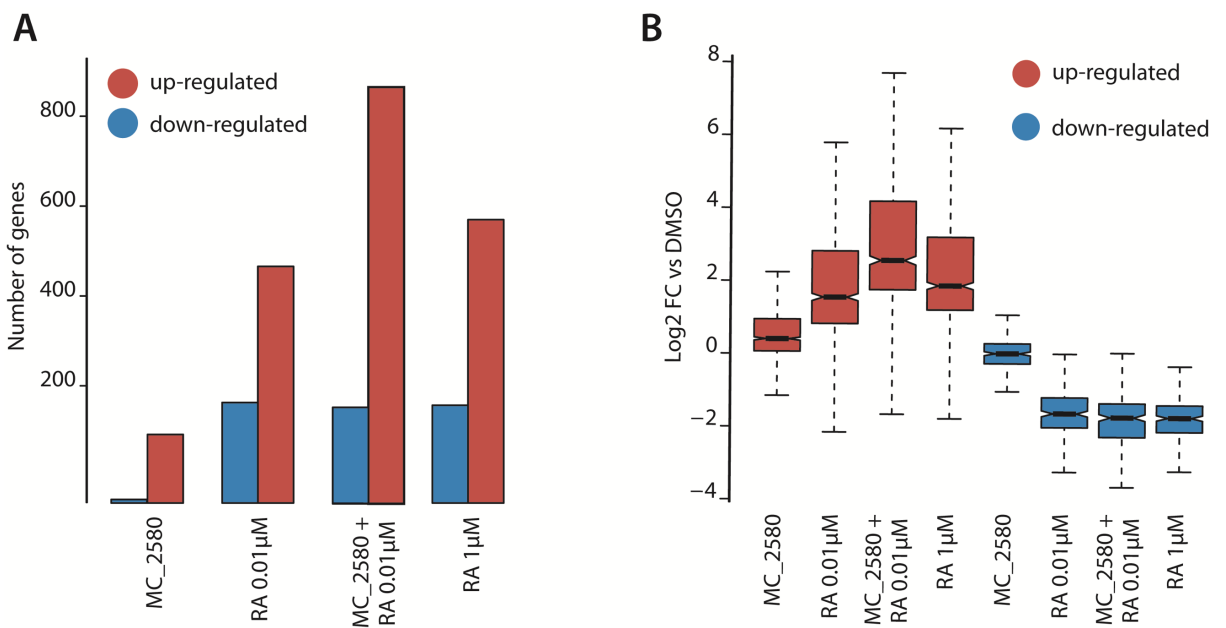 A
up-regulated
down-regulated
Number of genes
800
600
400
200
MC_2580
RA 0.01µM
MC_2580 +
RA 0.01µM
RA 1µM
B
up-regulated
down-regulated
Log2 FC vs DMSO
8
6
4
2
0
−2
−4
MC_2580
RA 0.01µM
MC_2580 +
RA 0.01µM
RA 1µM
MC_2580
RA 0.01µM
MC_2580 +
RA 0.01µM
RA 1µM